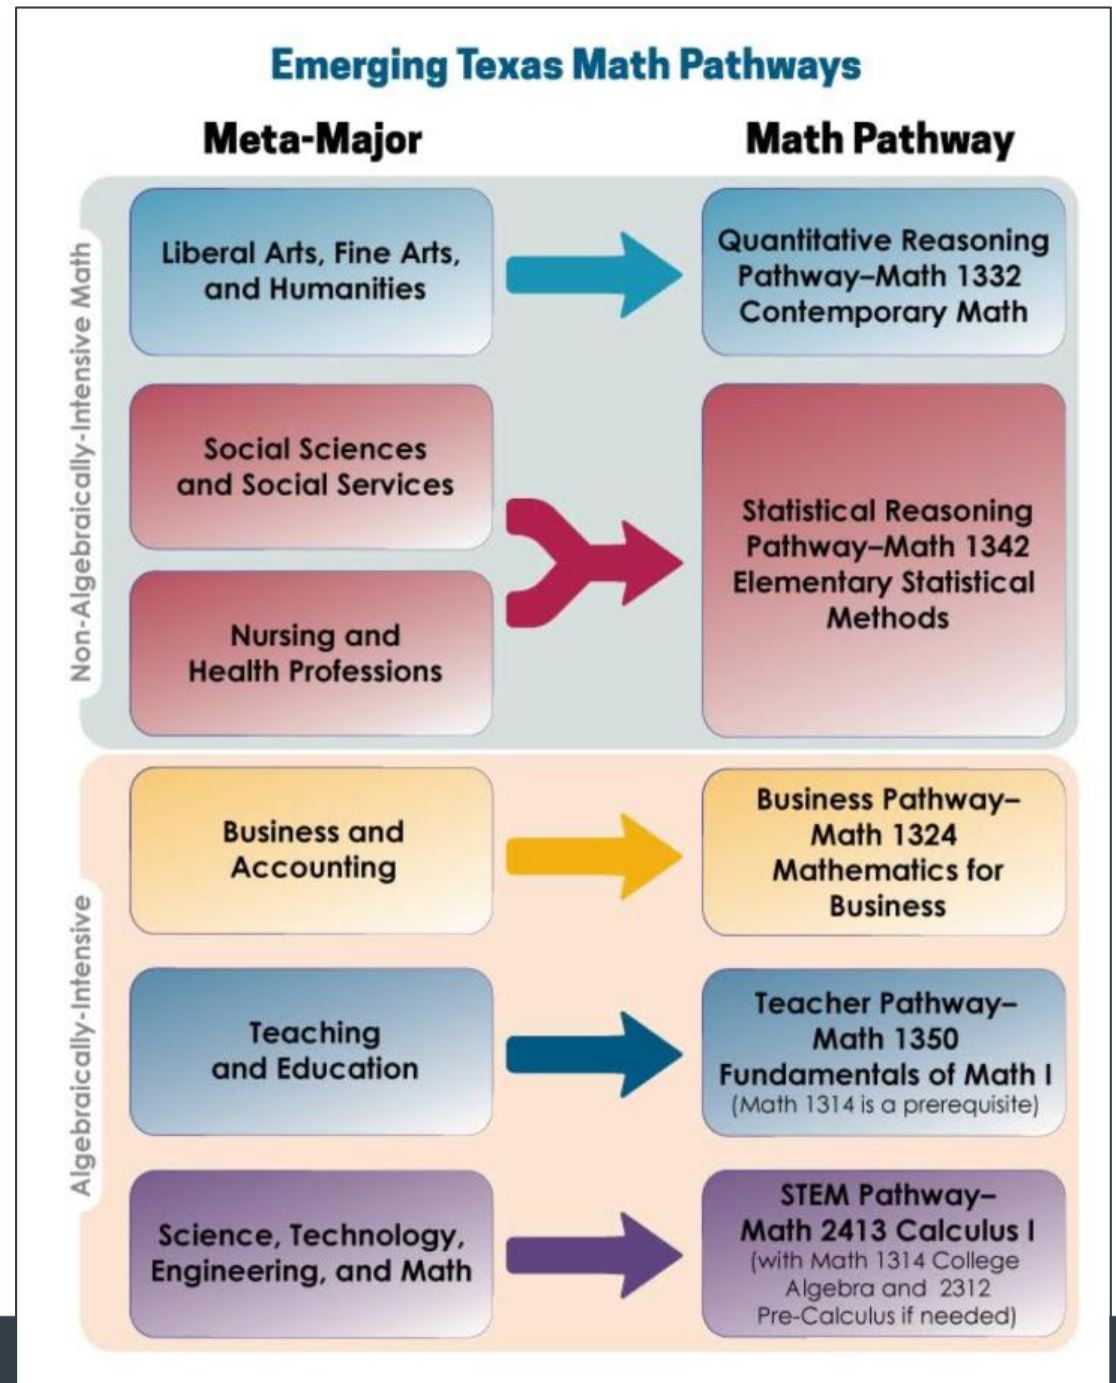 Emerging Texas Math Pathways
Meta-Major
Math Pathway
Non-Algebraically-Intensive Math
Liberal Arts, Fine Arts,
and Humanities
Quantitative Reasoning
Pathway–Math 1332
Contemporary Math
Social Sciences
and Social Services
Nursing and
Health Professions
Statistical Reasoning
Pathway–Math 1342
Elementary Statistical
Methods
Algebraically-Intensive
Business and
Accounting
Business Pathway–
Math 1324
Mathematics for
Business
Teaching
and Education
Teacher Pathway–
Math 1350
Fundamentals of Math I
(Math 1314 is a prerequisite)
Science, Technology,
Engineering, and Math
STEM Pathway–
Math 2413 Calculus I
(with Math 1314 College
Algebra and 2312
Pre-Calculus if needed)